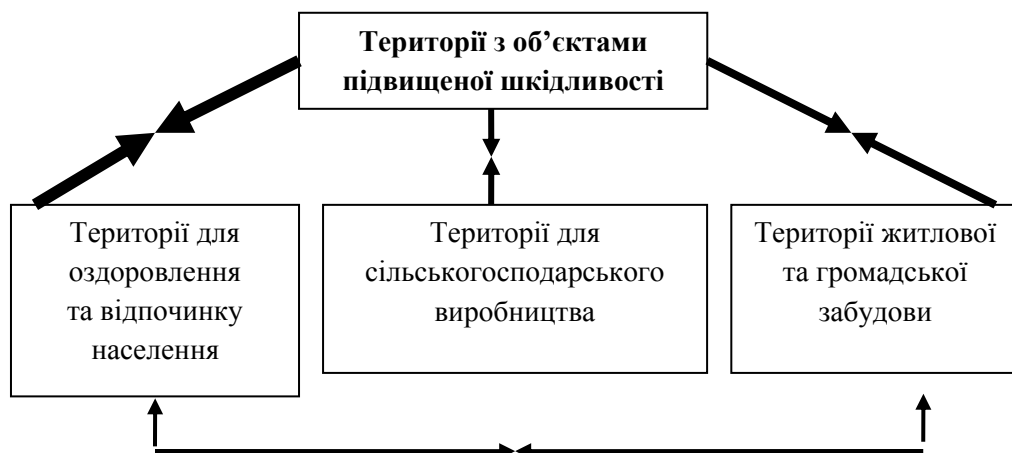 Території з об’єктами
підвищеної шкідливості
Території для
оздоровлення
та відпочинку
населення
Території для
сільськогосподарського
виробництва
Території житлової
та громадської
забудови